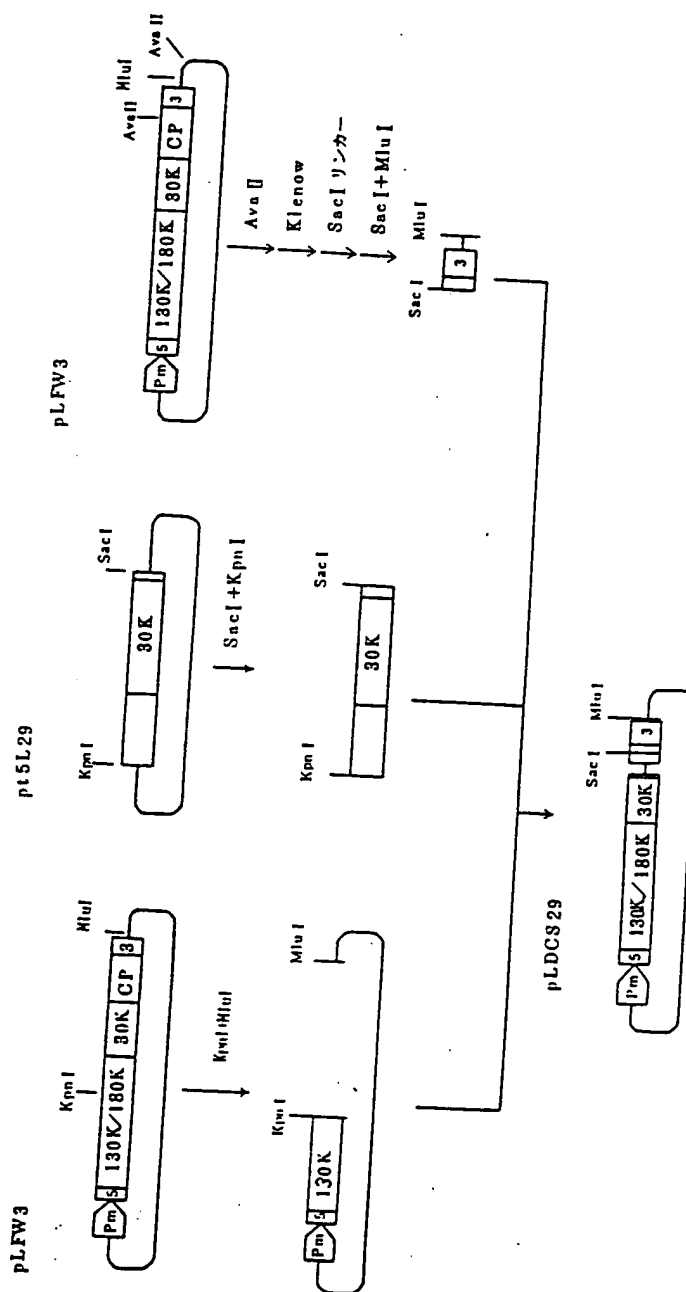 pLFW3
KpnI
MluI
Pm 5 130K/180K 30K CP 3
KpnI+MluI
KpnI
MluI
Pm 5 130K
pt5L29
KpnI
SacI
30K
SacI+KpnI
KpnI
SacI
30K
pLFW3
AvaII
MluI
AvaII
Pm 5 130K/180K 30K CP 3
AvaII
Klenow
SacIリンカー
SacI+MluI
SacI
MluI
3
pLDCS29
SacI
MluI
Pm 5 130K/180K 30K 3